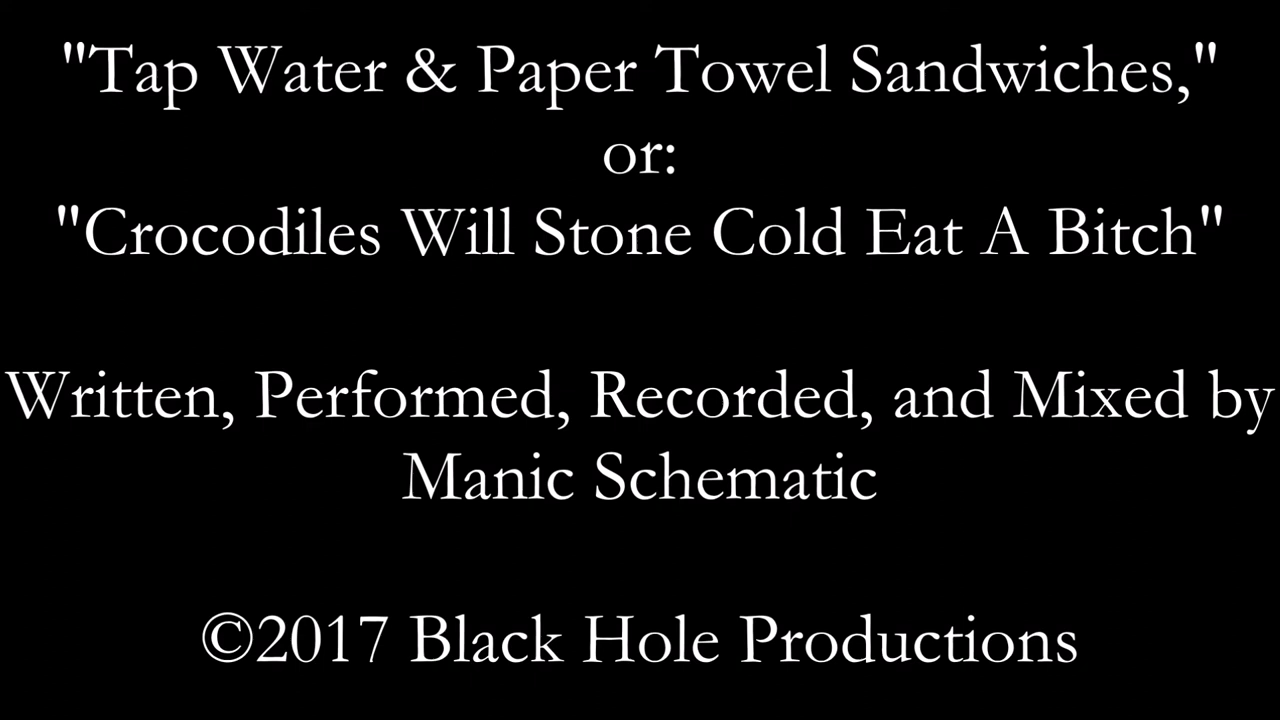 "Tap Water & Paper Towel Sandwiches,"
or:
"Crocodiles Will Stone Cold Eat A Bitch"
Written, Performed, Recorded, and Mixed by
Manic Schematic
©2017 Black Hole Productions